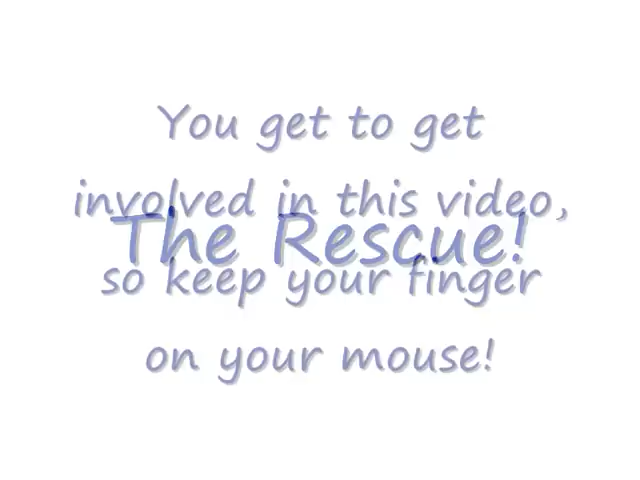 You get to get
involved in this video,
The Rescue!
so keep your finger
on your mouse!